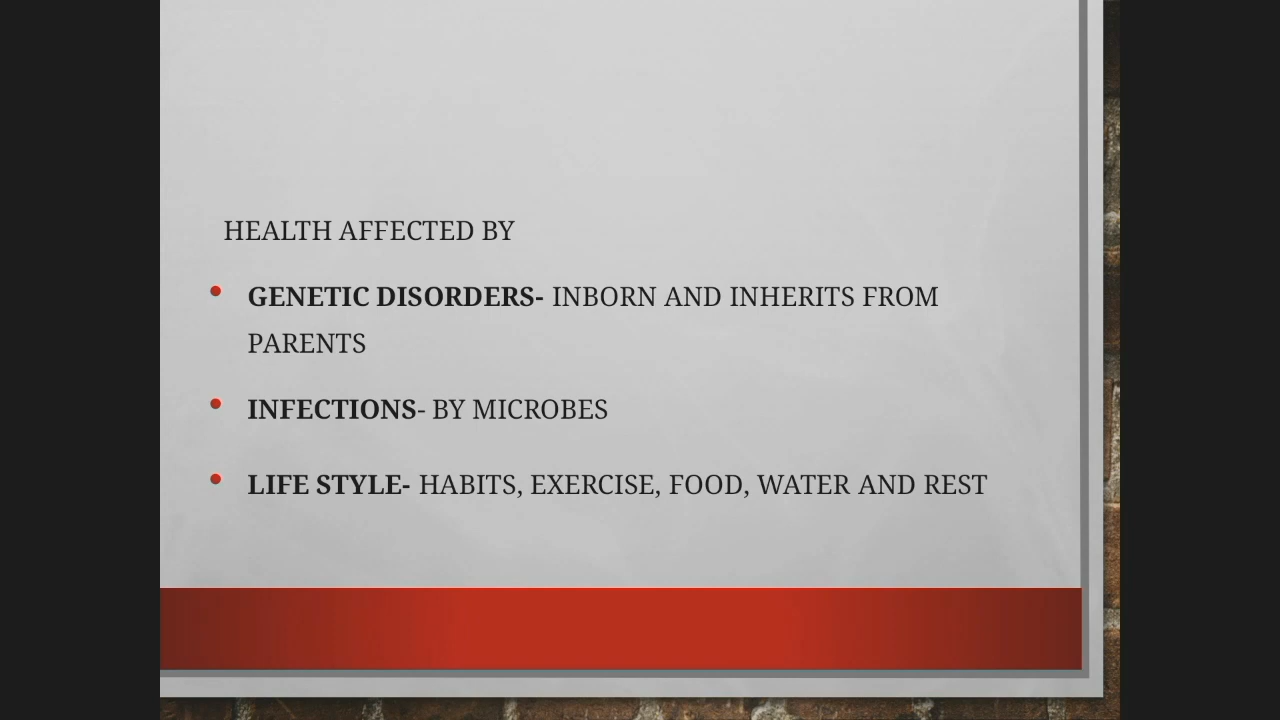 HEALTH AFFECTED BY
GENETIC DISORDERS- INBORN AND INHERITS FROM
PARENTS
INFECTIONS- BY MICROBES
LIFE STYLE- HABITS, EXERCISE, FOOD, WATER AND REST